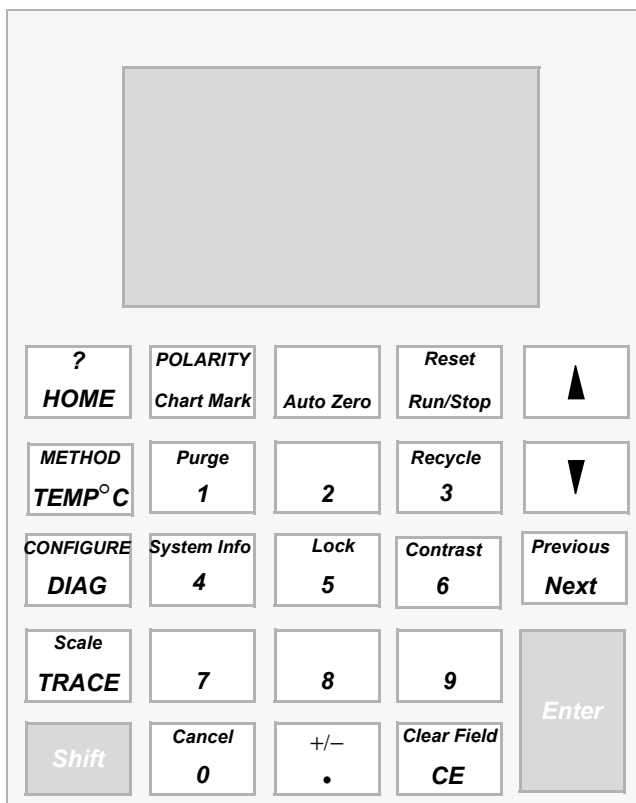 ?
HOME
POLARITY
Chart Mark
Auto Zero
Reset
Run/Stop
METHOD
TEMP°C
Purge
1
2
Recycle
3
CONFIGURE
DIAG
System Info
4
Lock
5
Contrast
6
Previous
Next
Scale
TRACE
7
8
9
Enter
Shift
Cancel
0
+/−
.
Clear Field
CE